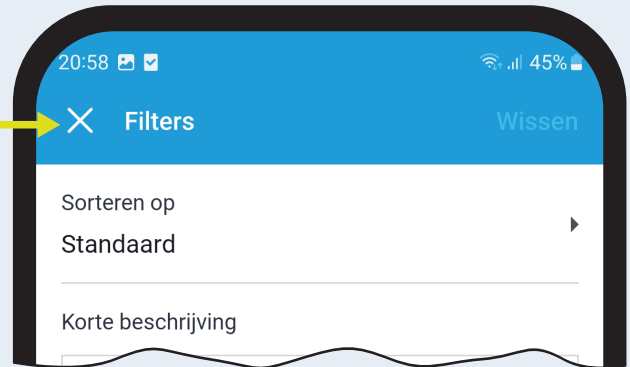 20:58 45%
Filters Wissen
Sorteren op
Standaard
Korte beschrijving